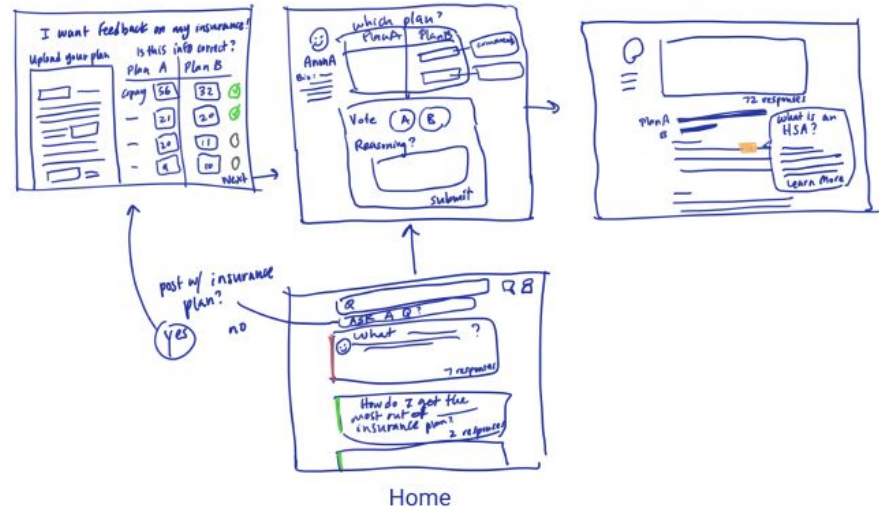 I want feedback on my insurance!
Upload your plan
Is this info correct?
Plan A Plan B
copay 56 32
21 20
20 11
9 10
Next
which plan?
Plan A Plan B
AnonA
Bio:
comments
Vote A B
Reasoning?
submit
72 responses
Plan A
B
What is an
HSA?
Learn More
post w/ insurance
plan?
yes no
Q
ASK A Q?
What ?
7 responses
How do I get the
most out of
insurance plan?
2 responses
Home